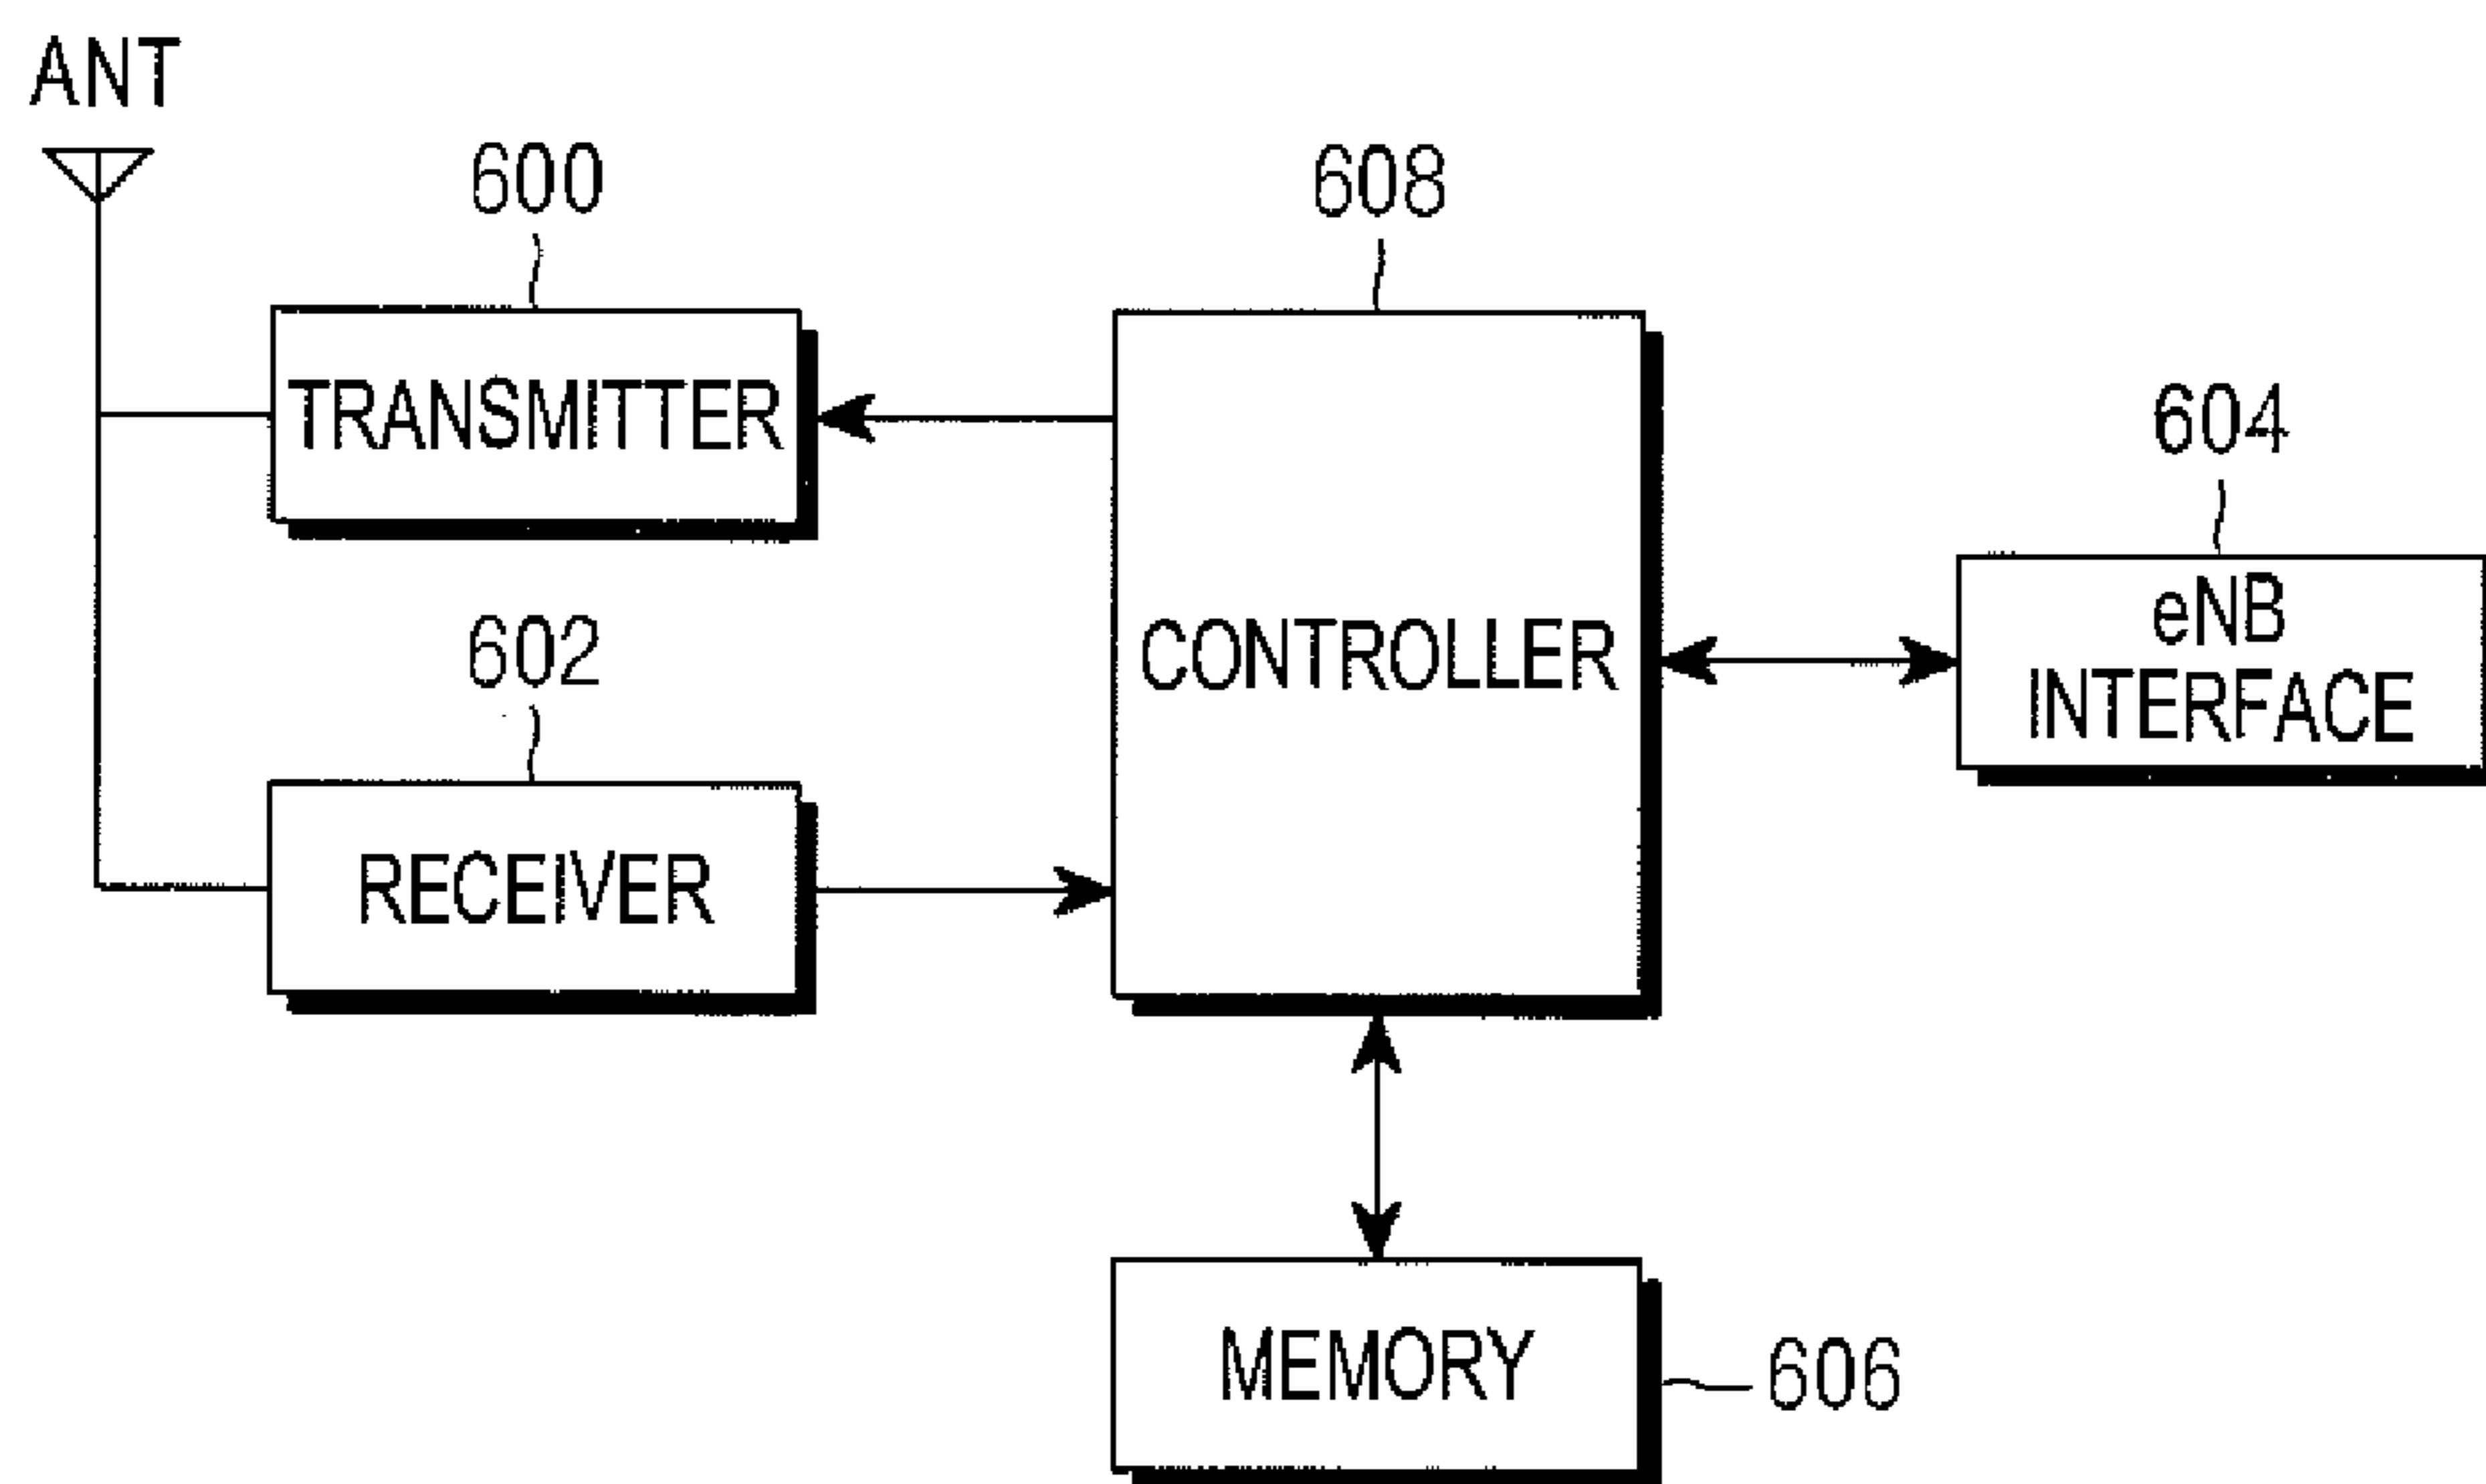 ANT
600
608
TRANSMITTER
604
eNB
INTERFACE
602
CONTROLLER
RECEIVER
MEMORY
606